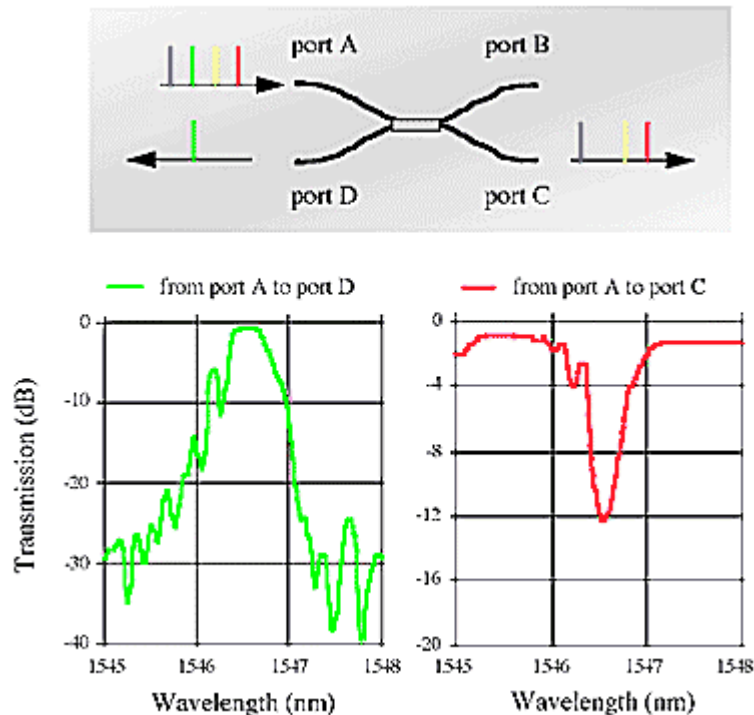 port A port B
port D port C
from port A to port D
from port A to port C
Transmission (dB)
0
-10
-20
-30
-40
1545 1546 1547 1548
Wavelength (nm)
0
-4
-8
-12
-16
-20
1545 1546 1547 1548
Wavelength (nm)